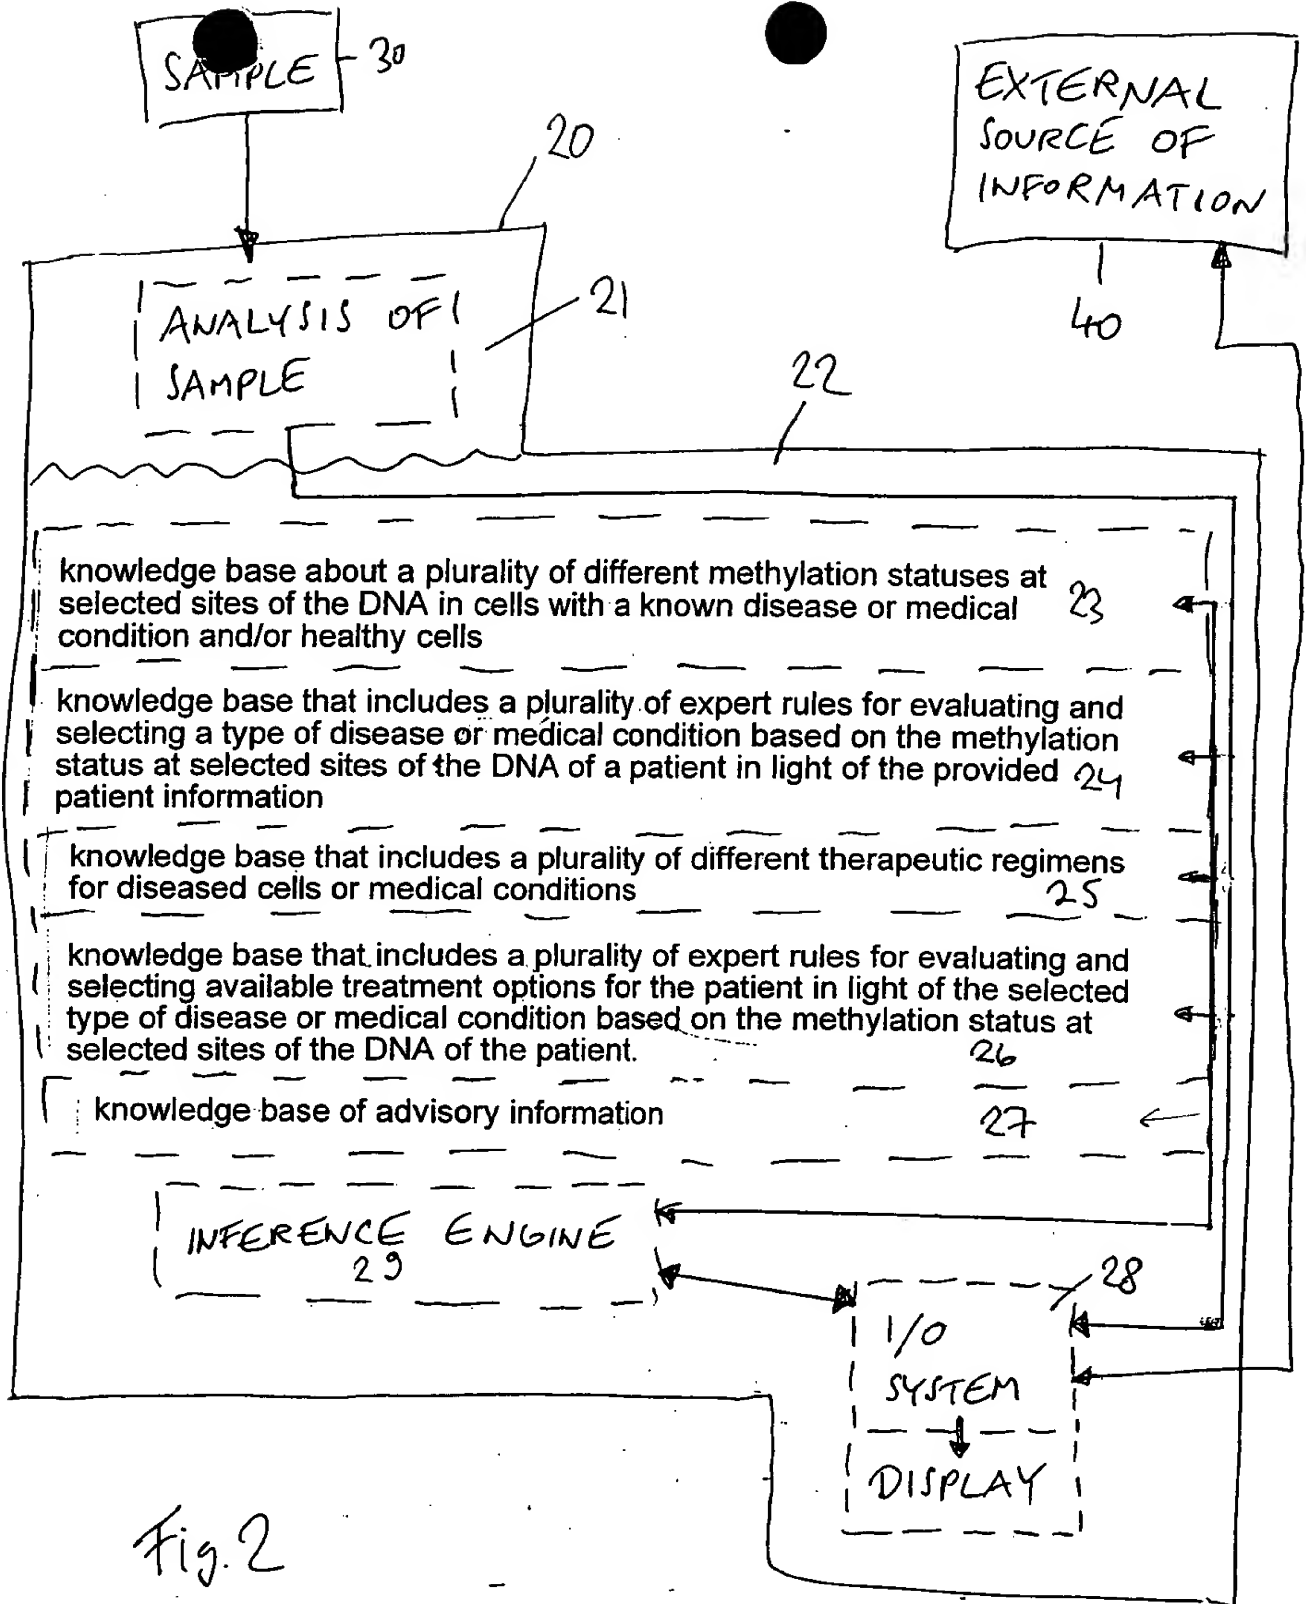 SAMPLE
30
EXTERNAL
SOURCE OF
INFORMATION
40
20
ANALYSIS OF
SAMPLE
21
22
knowledge base about a plurality of different methylation statuses at
selected sites of the DNA in cells with a known disease or medical
condition and/or healthy cells
23
knowledge base that includes a plurality of expert rules for evaluating and
selecting a type of disease or medical condition based on the methylation
status at selected sites of the DNA of a patient in light of the provided
patient information
24
knowledge base that includes a plurality of different therapeutic regimens
for diseased cells or medical conditions
25
knowledge base that includes a plurality of expert rules for evaluating and
selecting available treatment options for the patient in light of the selected
type of disease or medical condition based on the methylation status at
selected sites of the DNA of the patient.
26
knowledge base of advisory information
27
INFERENCE ENGINE
29
28
I/O
SYSTEM
DISPLAY
Fig. 2